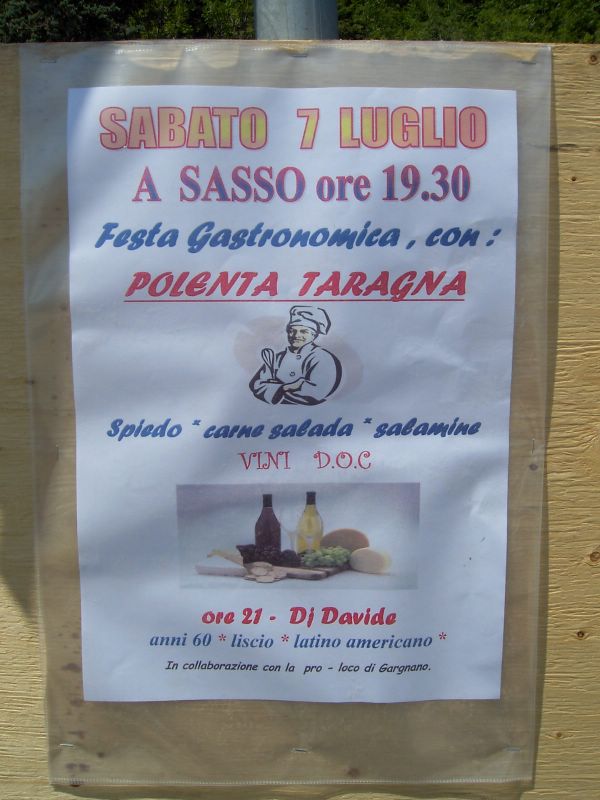 SABATO 7 LUGLIO
A SASSO ore 19.30
Festa Gastronomica , con :
POLENTA TARAGNA
Spiedo * carne salada * salamine
VINI D.O.C
ore 21 - Dj Davide
anni 60 * liscio * latino americano *
In collaborazione con la pro - loco di Gargnano.